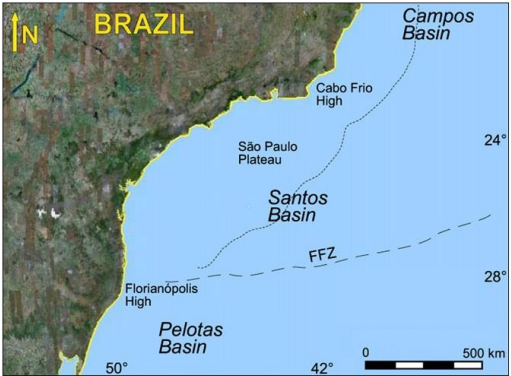 N
BRAZIL
Campos
Basin
Cabo Frio
High
24°
São Paulo
Plateau
Santos
Basin
FFZ
28°
Florianópolis
High
Pelotas
Basin
50°
42°
0
500 km